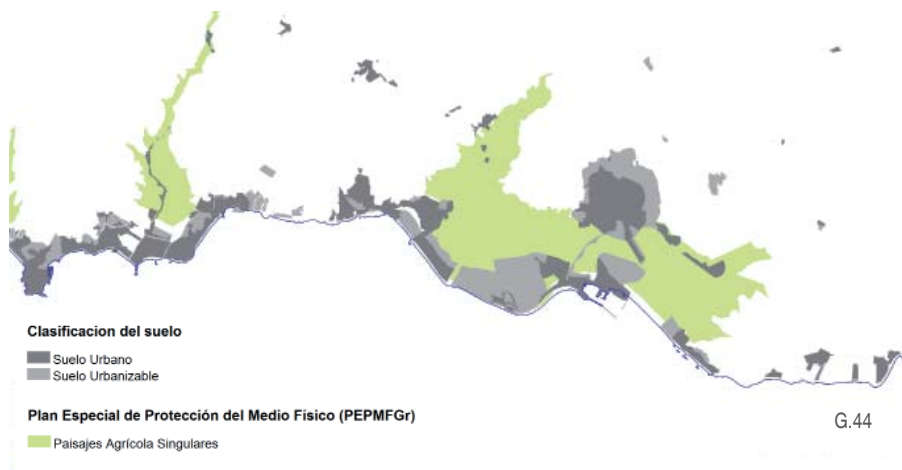 Clasificacion del suelo
Suelo Urbano
Suelo Urbanizable
Plan Especial de Protección del Medio Físico (PEPMFGr)
Paisajes Agrícola Singulares
G.44